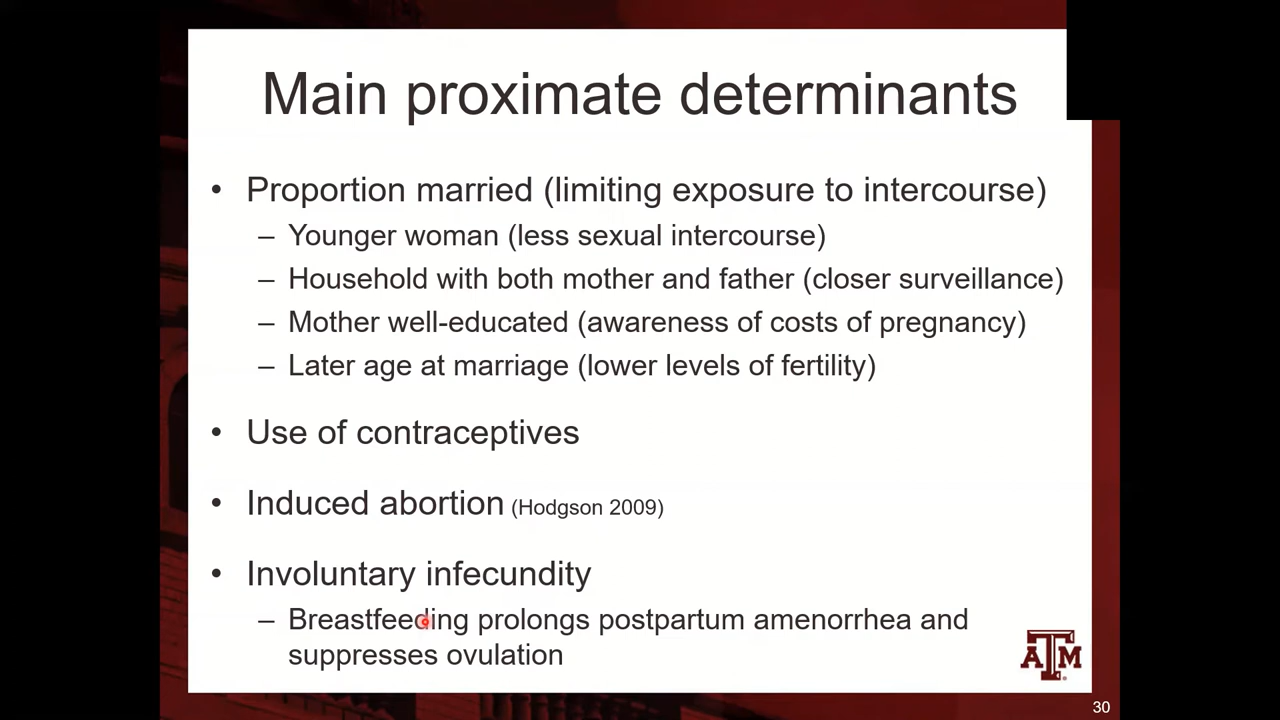 Main proximate determinants
• Proportion married (limiting exposure to intercourse)
– Younger woman (less sexual intercourse)
– Household with both mother and father (closer surveillance)
– Mother well-educated (awareness of costs of pregnancy)
– Later age at marriage (lower levels of fertility)
• Use of contraceptives
• Induced abortion (Hodgson 2009)
• Involuntary infecundity
– Breastfeeding prolongs postpartum amenorrhea and
suppresses ovulation
ATM
30